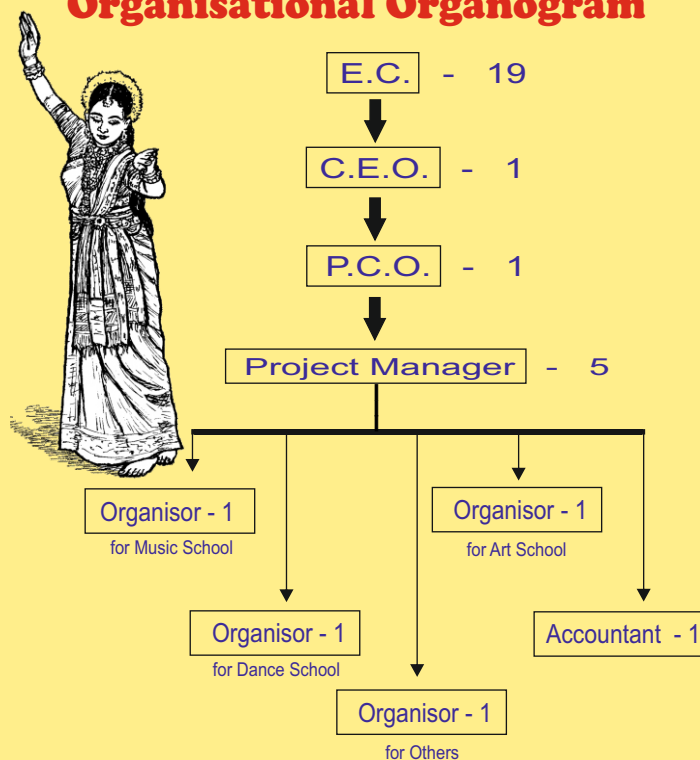 Organisational Organogram
E.C. - 19
C.E.O. - 1
P.C.O. - 1
Project Manager - 5
Organisor - 1
for Music School
Organisor - 1
for Art School
Organisor - 1
for Dance School
Accountant - 1
Organisor - 1
for Others